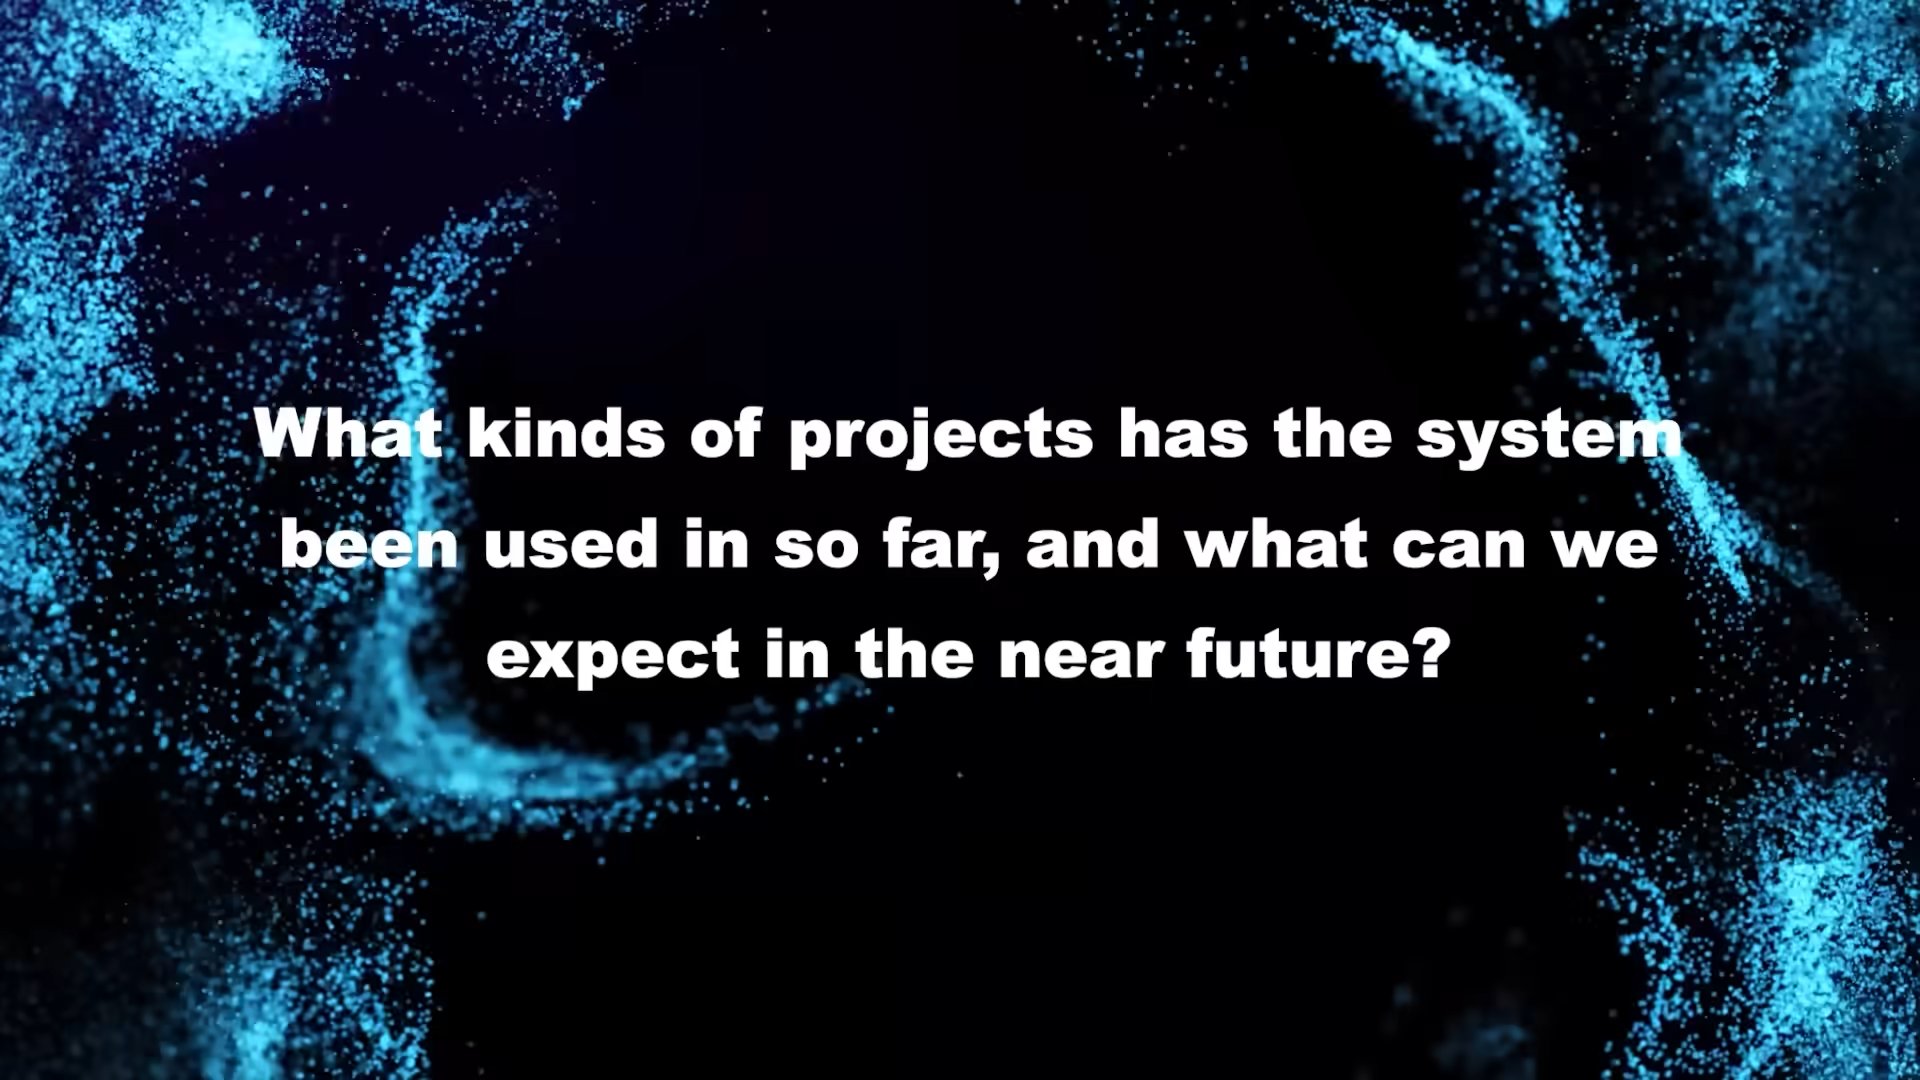 What kinds of projects has the system
been used in so far, and what can we
expect in the near future?